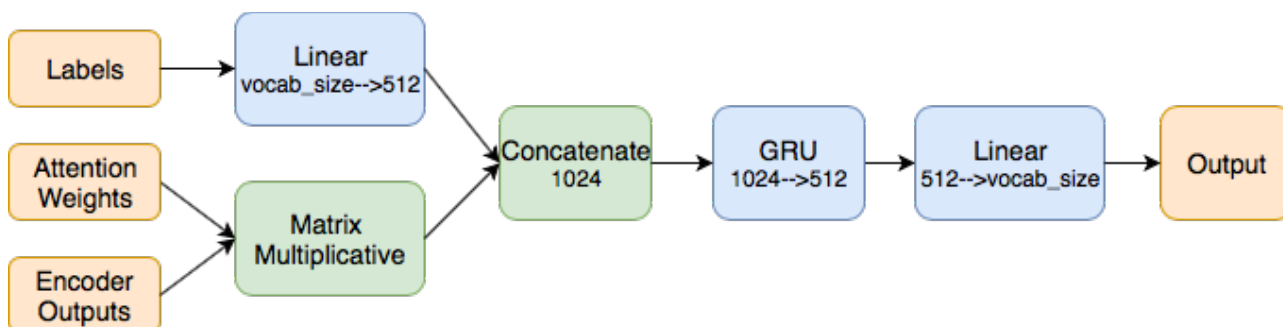 Labels
Linear
vocab_size-->512
Attention
Weights
Matrix
Multiplicative
Encoder
Outputs
Concatenate
1024
GRU
1024-->512
Linear
512-->vocab_size
Output